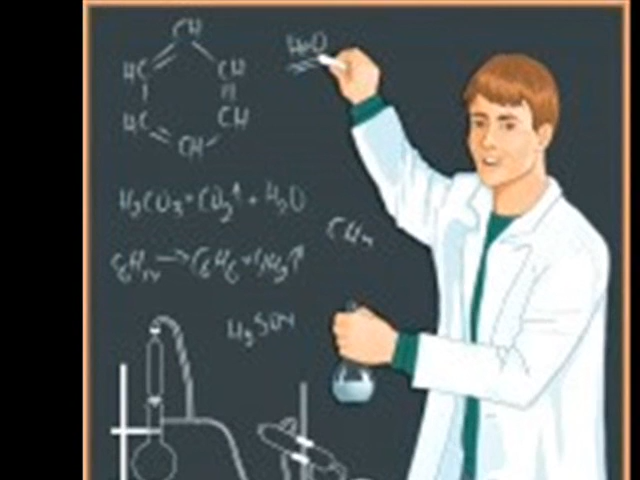 CH
H₂O
HC CH
HC CH
CH
H₂CO₃ = CO₂↑ + H₂O
CH₄
C₆H₁₄ → C₆H₆ + 4H₂↑
H₂SO₄